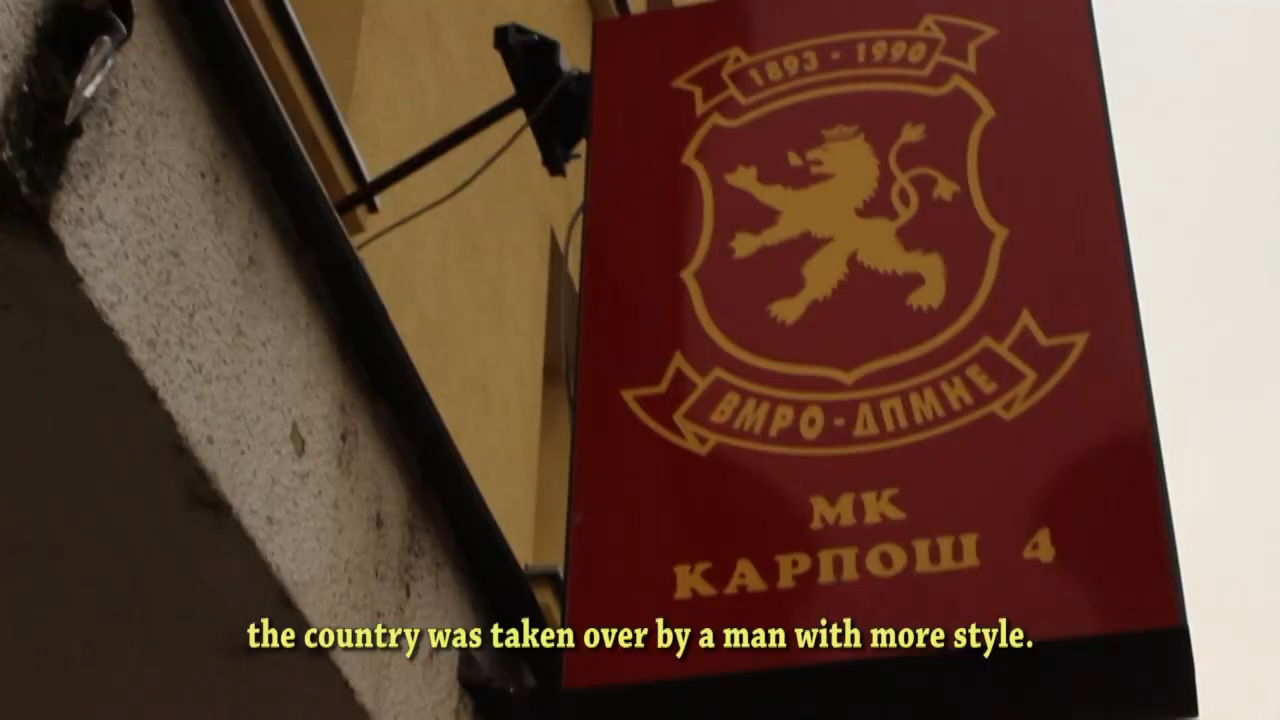 1893 - 1990
ВМРО-ДПМНЕ
МК
КАРПОШ 4
the country was taken over by a man with more style.